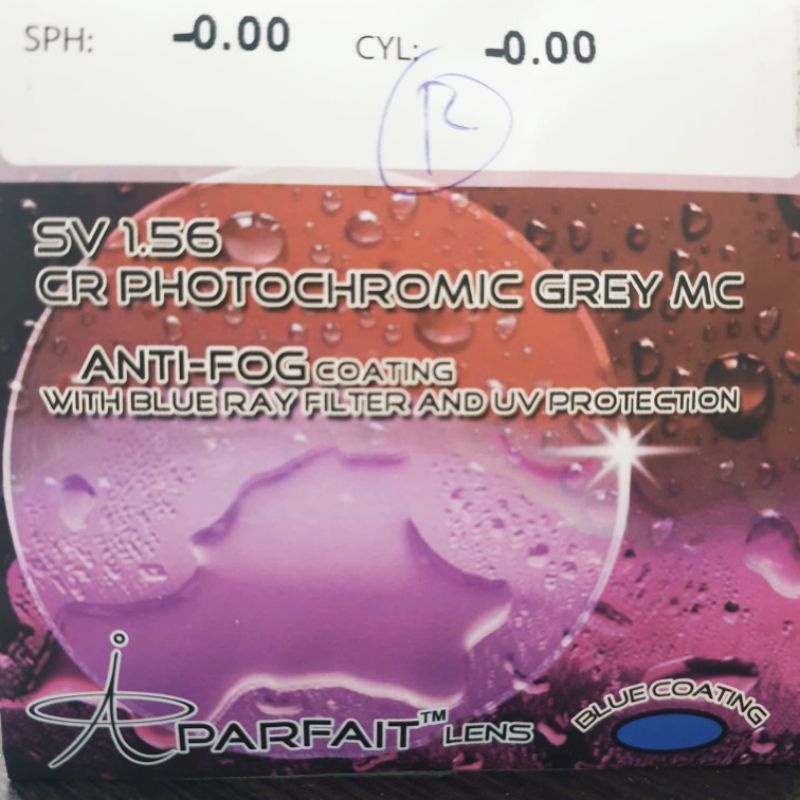 SPH: -0.00 CYL: -0.00
R
SV 1.56
CR PHOTOCHROMIC GREY MC
ANTI-FOG COATING
WITH BLUE RAY FILTER AND UV PROTECTION
PARFAIT™ LENS
BLUE COATING